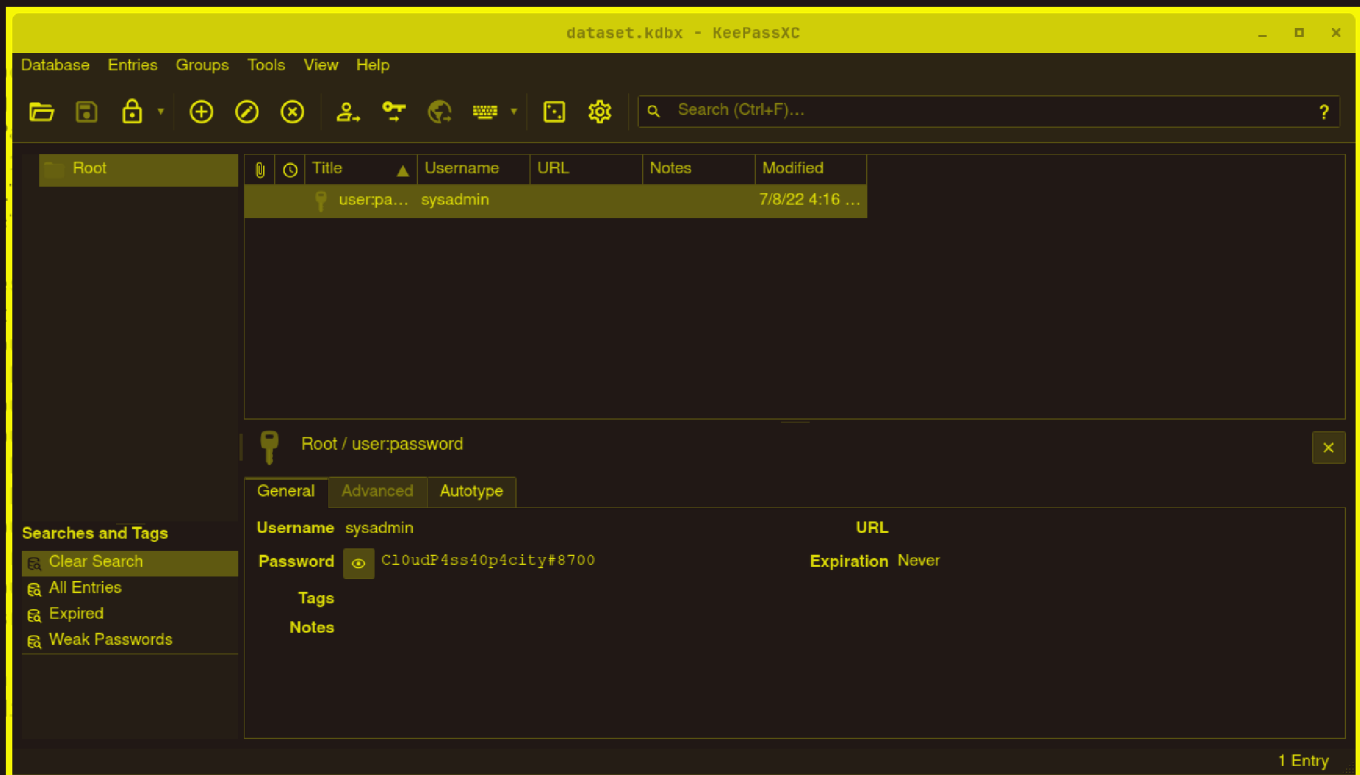 dataset.kdbx - KeePassXC
Database Entries Groups Tools View Help
Search (Ctrl+F)... ?
Root
Title Username URL Notes Modified
user:pa... sysadmin 7/8/22 4:16 ...
Root / user:password
General Advanced Autotype
Username sysadmin URL
Password Cl0udP4ss40p4city#8700 Expiration Never
Tags
Notes
Searches and Tags
Clear Search
All Entries
Expired
Weak Passwords
1 Entry